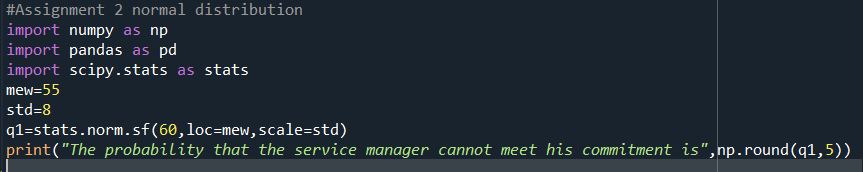 #Assignment 2 normal distribution
import numpy as np
import pandas as pd
import scipy.stats as stats
mew=55
std=8
q1=stats.norm.sf(60,loc=mew,scale=std)
print("The probability that the service manager cannot meet his commitment is",np.round(q1,5))